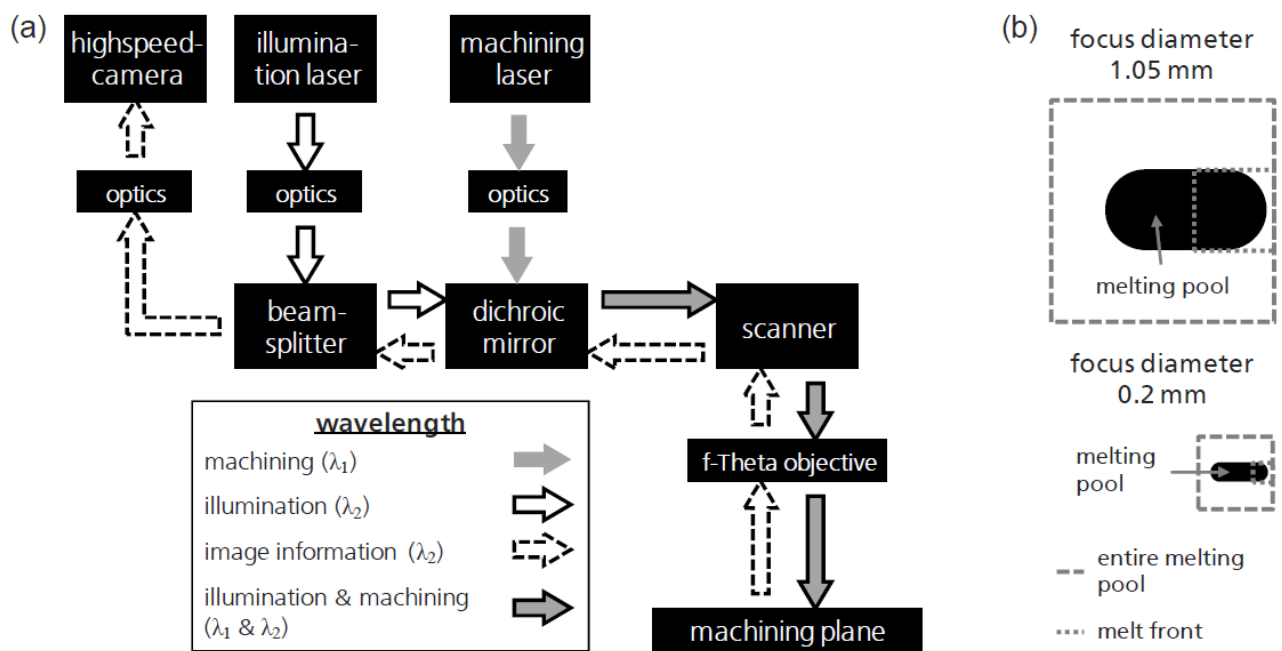 (a)
highspeed-
camera
illumina-
tion laser
machining
laser
optics
optics
optics
beam-
splitter
dichroic
mirror
scanner
f-Theta objective
machining plane
wavelength
machining (λ₁)
illumination (λ₂)
image information (λ₂)
illumination & machining
(λ₁ & λ₂)
(b)
focus diameter
1.05 mm
melting pool
focus diameter
0.2 mm
melting
pool
entire melting
pool
melt front